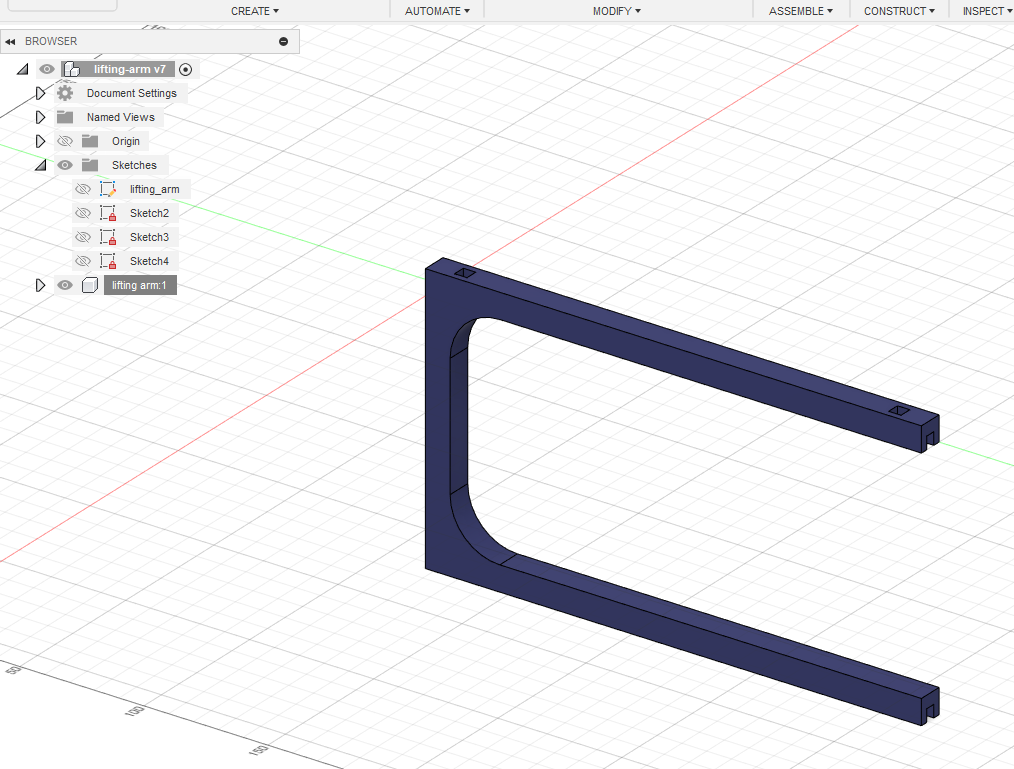 CREATE AUTOMATE MODIFY ASSEMBLE CONSTRUCT INSPECT
BROWSER
lifting-arm v7
Document Settings
Named Views
Origin
Sketches
lifting_arm
Sketch2
Sketch3
Sketch4
lifting arm:1
50
100
150